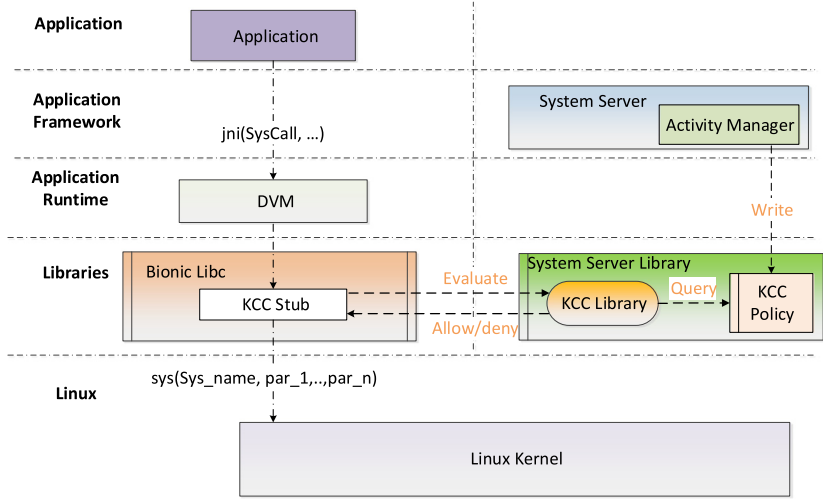 Application
Application
Application
Framework
System Server
Activity Manager
jni(SysCall, ...)
Application
Runtime
DVM
Write
Libraries
Bionic Libc
System Server Library
KCC Stub
Evaluate
Allow/deny
KCC Library
Query
KCC
Policy
sys(Sys_name, par_1,..,par_n)
Linux
Linux Kernel